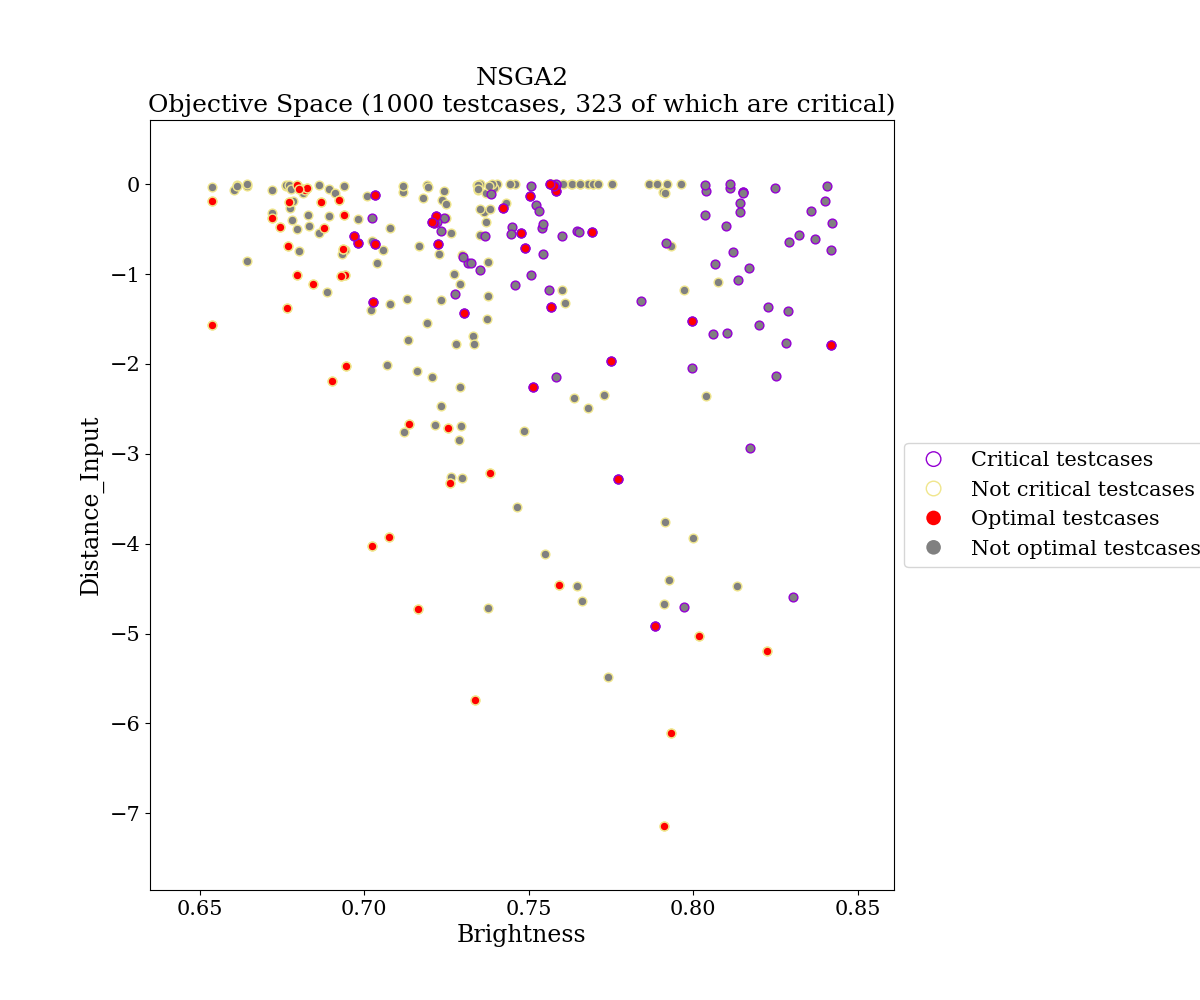 NSGA2
Objective Space (1000 testcases, 323 of which are critical)
0
−1
−2
−3
−4
−5
−6
−7
Distance_Input
0.65 0.70 0.75 0.80 0.85
Brightness
Critical testcases
Not critical testcases
Optimal testcases
Not optimal testcases